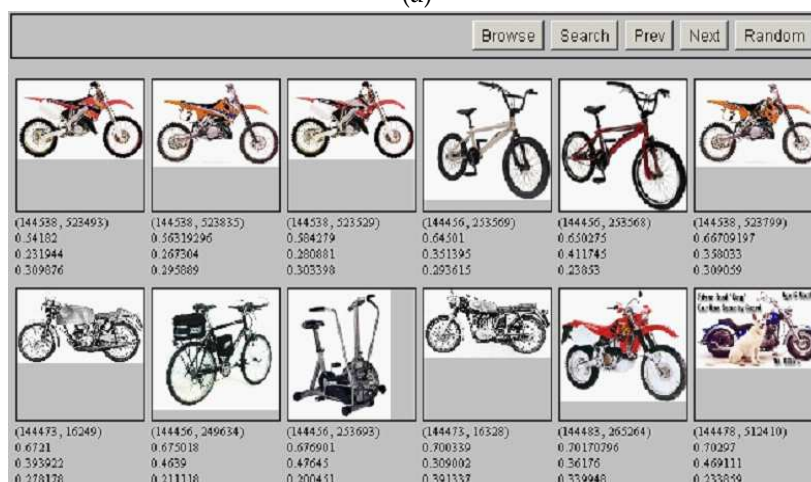 (a)
Browse Search Prev Next Random
(144538, 523493) (144538, 523835) (144538, 523529) (144456, 253569) (144456, 253568) (144538, 523799)
0.54182 0.56319296 0.584279 0.64501 0.650275 0.66709197
0.231944 0.267304 0.280881 0.351395 0.411745 0.358033
0.309876 0.295889 0.303398 0.293615 0.23853 0.309059
(144473, 16249) (144456, 249634) (144456, 253693) (144473, 16328) (144483, 265264) (144478, 512410)
0.6721 0.675018 0.676901 0.700339 0.70170796 0.70297
0.393922 0.4639 0.47645 0.309002 0.36176 0.469111
0.278178 0.211118 0.200451 0.391337 0.339948 0.233859